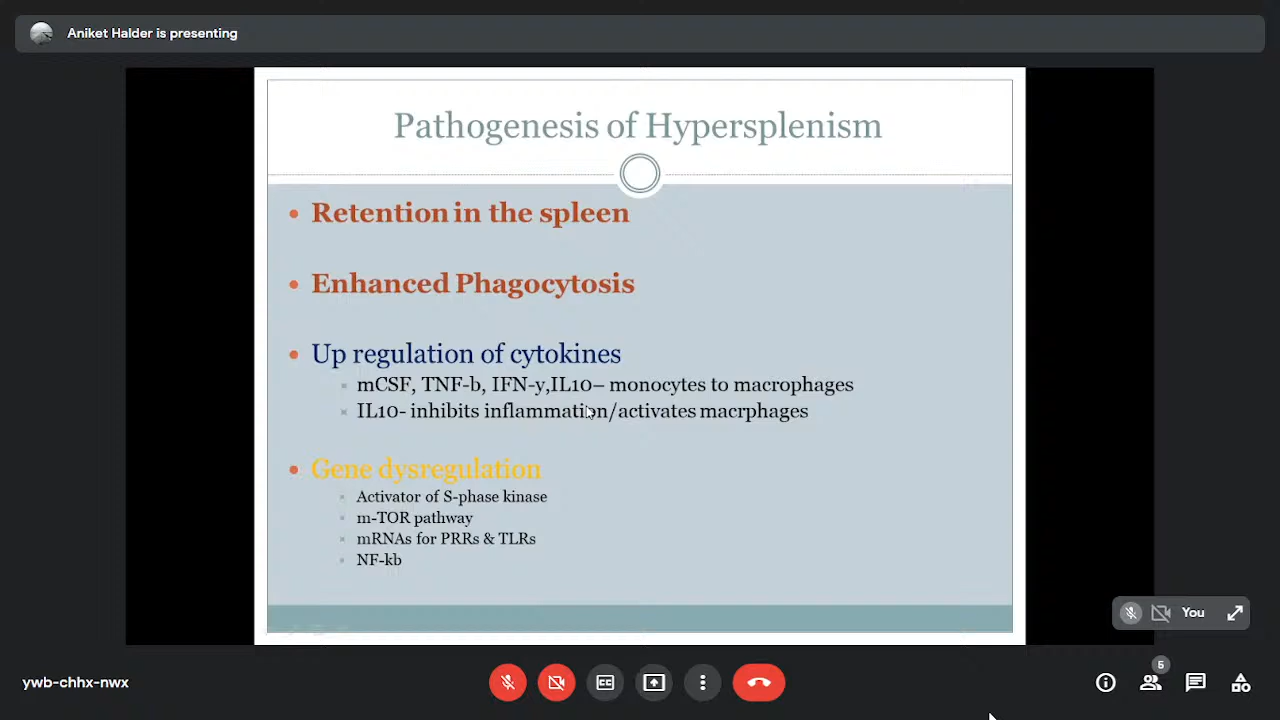 Aniket Halder is presenting
Pathogenesis of Hypersplenism
Retention in the spleen
Enhanced Phagocytosis
Up regulation of cytokines
mCSF, TNF-b, IFN-y,IL10– monocytes to macrophages
IL10- inhibits inflammation/activates macrphages
Gene dysregulation
Activator of S-phase kinase
m-TOR pathway
mRNAs for PRRs & TLRs
NF-kb
You
ywb-chhx-nwx
CC
5